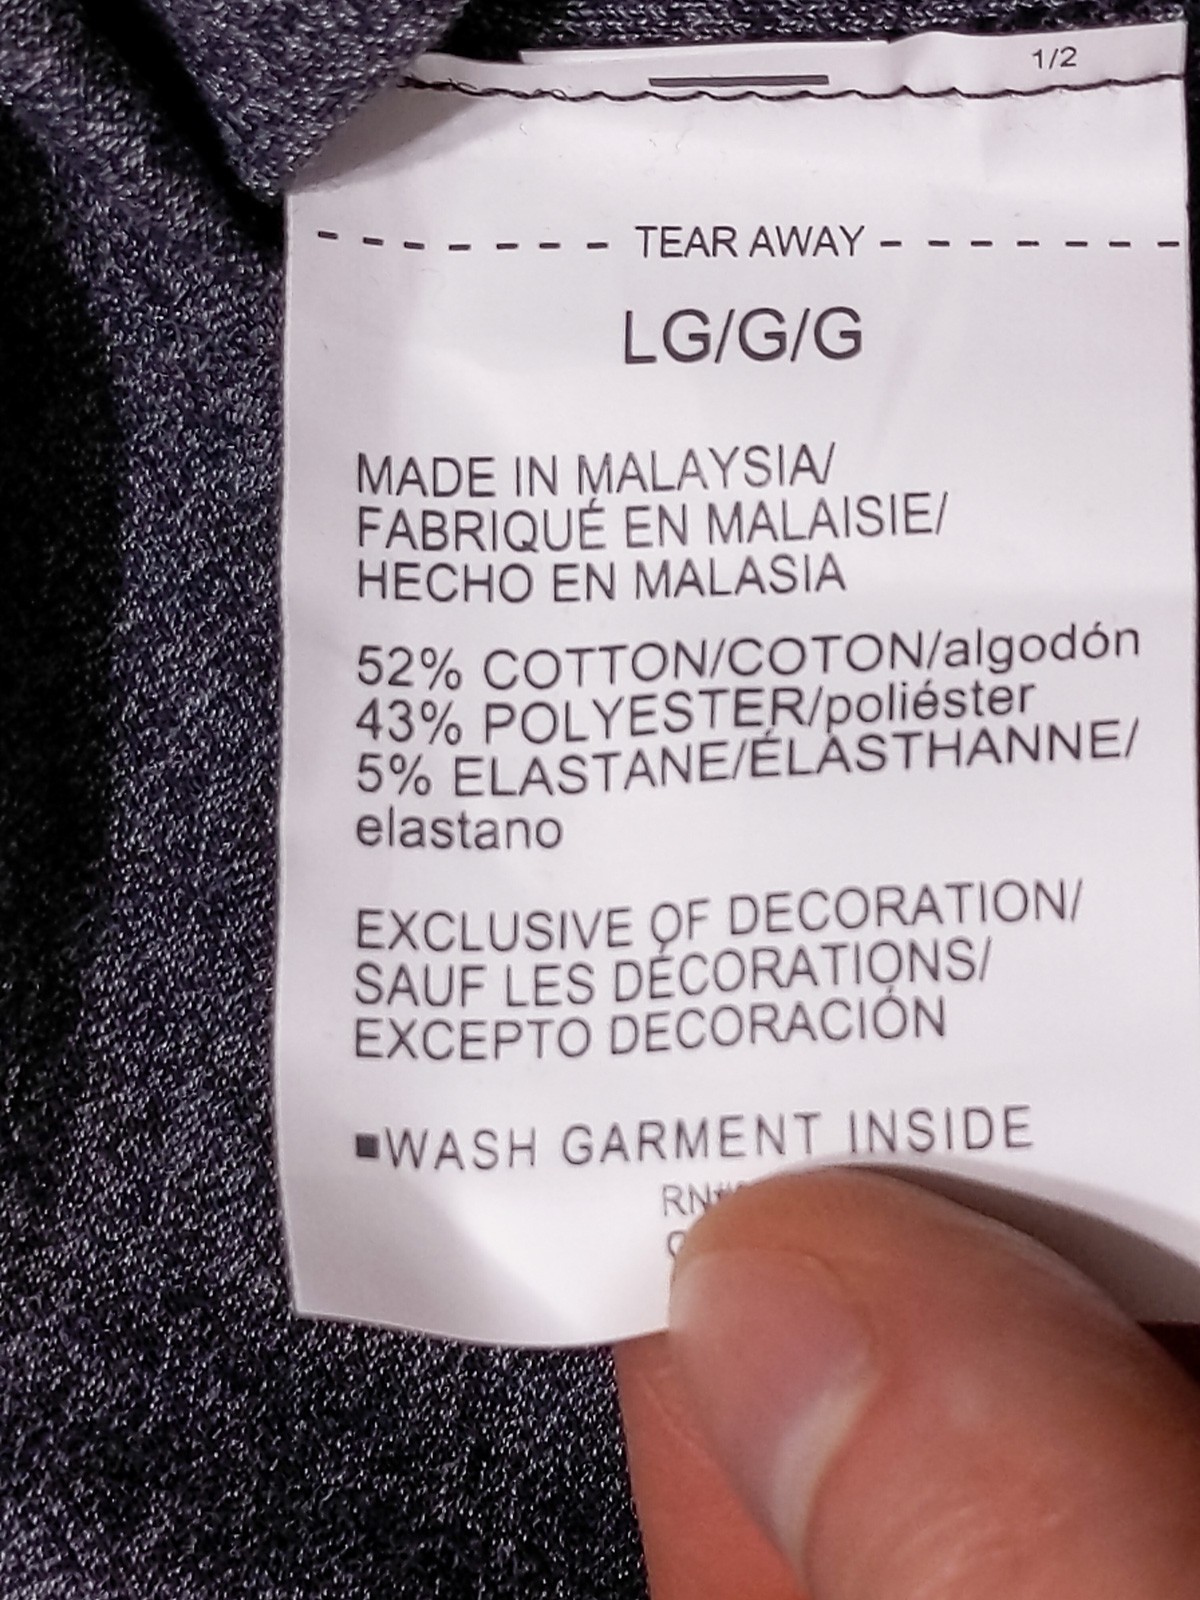 1/2
TEAR AWAY
LG/G/G
MADE IN MALAYSIA/
FABRIQUÉ EN MALAISIE/
HECHO EN MALASIA
52% COTTON/COTON/algodón
43% POLYESTER/poliéster
5% ELASTANE/ÉLASTHANNE/
elastano
EXCLUSIVE OF DECORATION/
SAUF LES DÉCORATIONS/
EXCEPTO DECORACIÓN
■WASH GARMENT INSIDE
RN#